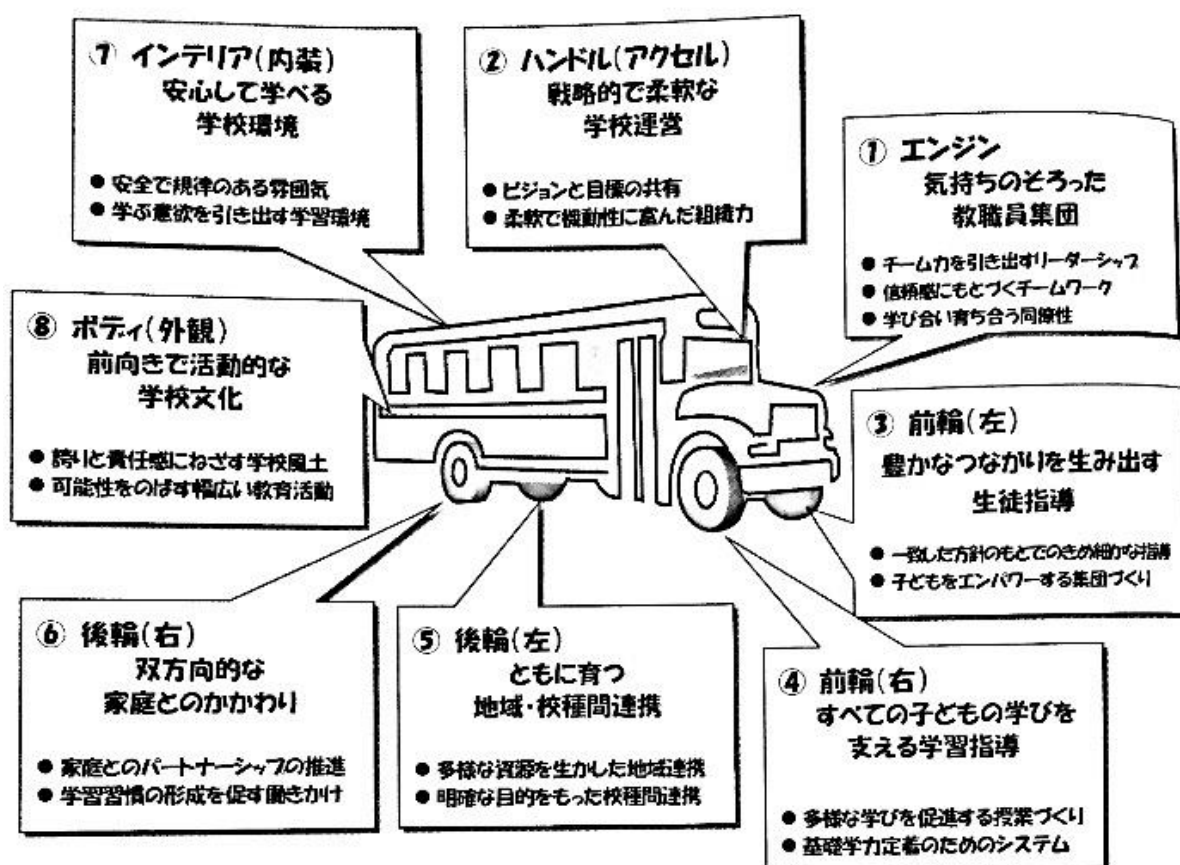 ⑦ インテリア(内装)
安心して学べる
学校環境
● 安全で規律のある雰囲気
● 学ぶ意欲を引き出す学習環境
② ハンドル(アクセル)
戦略的で柔軟な
学校運営
● ビジョンと目標の共有
● 柔軟で機動性に富んだ組織力
① エンジン
気持ちのそろった
教職員集団
● チーム力を引き出すリーダーシップ
● 信頼感にもとづくチームワーク
● 学び合い育ち合う同僚性
⑧ ボディ(外観)
前向きで活動的な
学校文化
● 誇りと責任感にねざす学校風土
● 可能性をのばす幅広い教育活動
③ 前輪(左)
豊かなつながりを生み出す
生徒指導
● 一致した方針のもとでのきめ細かな指導
● 子どもをエンパワーする集団づくり
⑥ 後輪(右)
双方向的な
家庭とのかかわり
● 家庭とのパートナーシップの推進
● 学習習慣の形成を促す働きかけ
⑤ 後輪(左)
ともに育つ
地域・校種間連携
● 多様な資源を生かした地域連携
● 明確な目的をもった校種間連携
④ 前輪(右)
すべての子どもの学びを
支える学習指導
● 多様な学びを促進する授業づくり
● 基礎学力定着のためのシステム